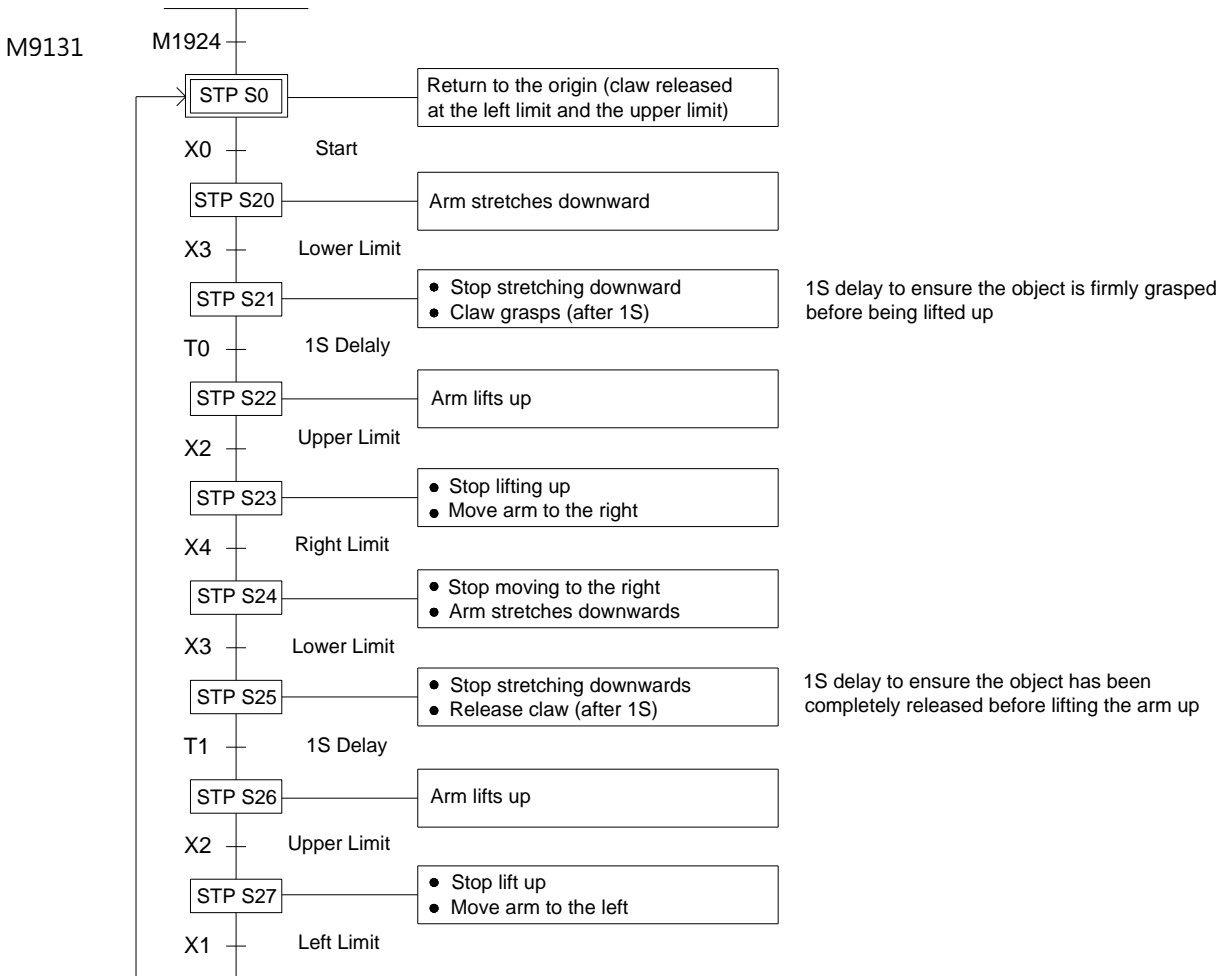 M9131
M1924
STP S0
Return to the origin (claw released
at the left limit and the upper limit)
X0
Start
STP S20
Arm stretches downward
X3
Lower Limit
STP S21
● Stop stretching downward
● Claw grasps (after 1S)
1S delay to ensure the object is firmly grasped
before being lifted up
T0
1S Delaly
STP S22
Arm lifts up
X2
Upper Limit
STP S23
● Stop lifting up
● Move arm to the right
X4
Right Limit
STP S24
● Stop moving to the right
● Arm stretches downwards
X3
Lower Limit
STP S25
● Stop stretching downwards
● Release claw (after 1S)
1S delay to ensure the object has been
completely released before lifting the arm up
T1
1S Delay
STP S26
Arm lifts up
X2
Upper Limit
STP S27
● Stop lift up
● Move arm to the left
X1
Left Limit